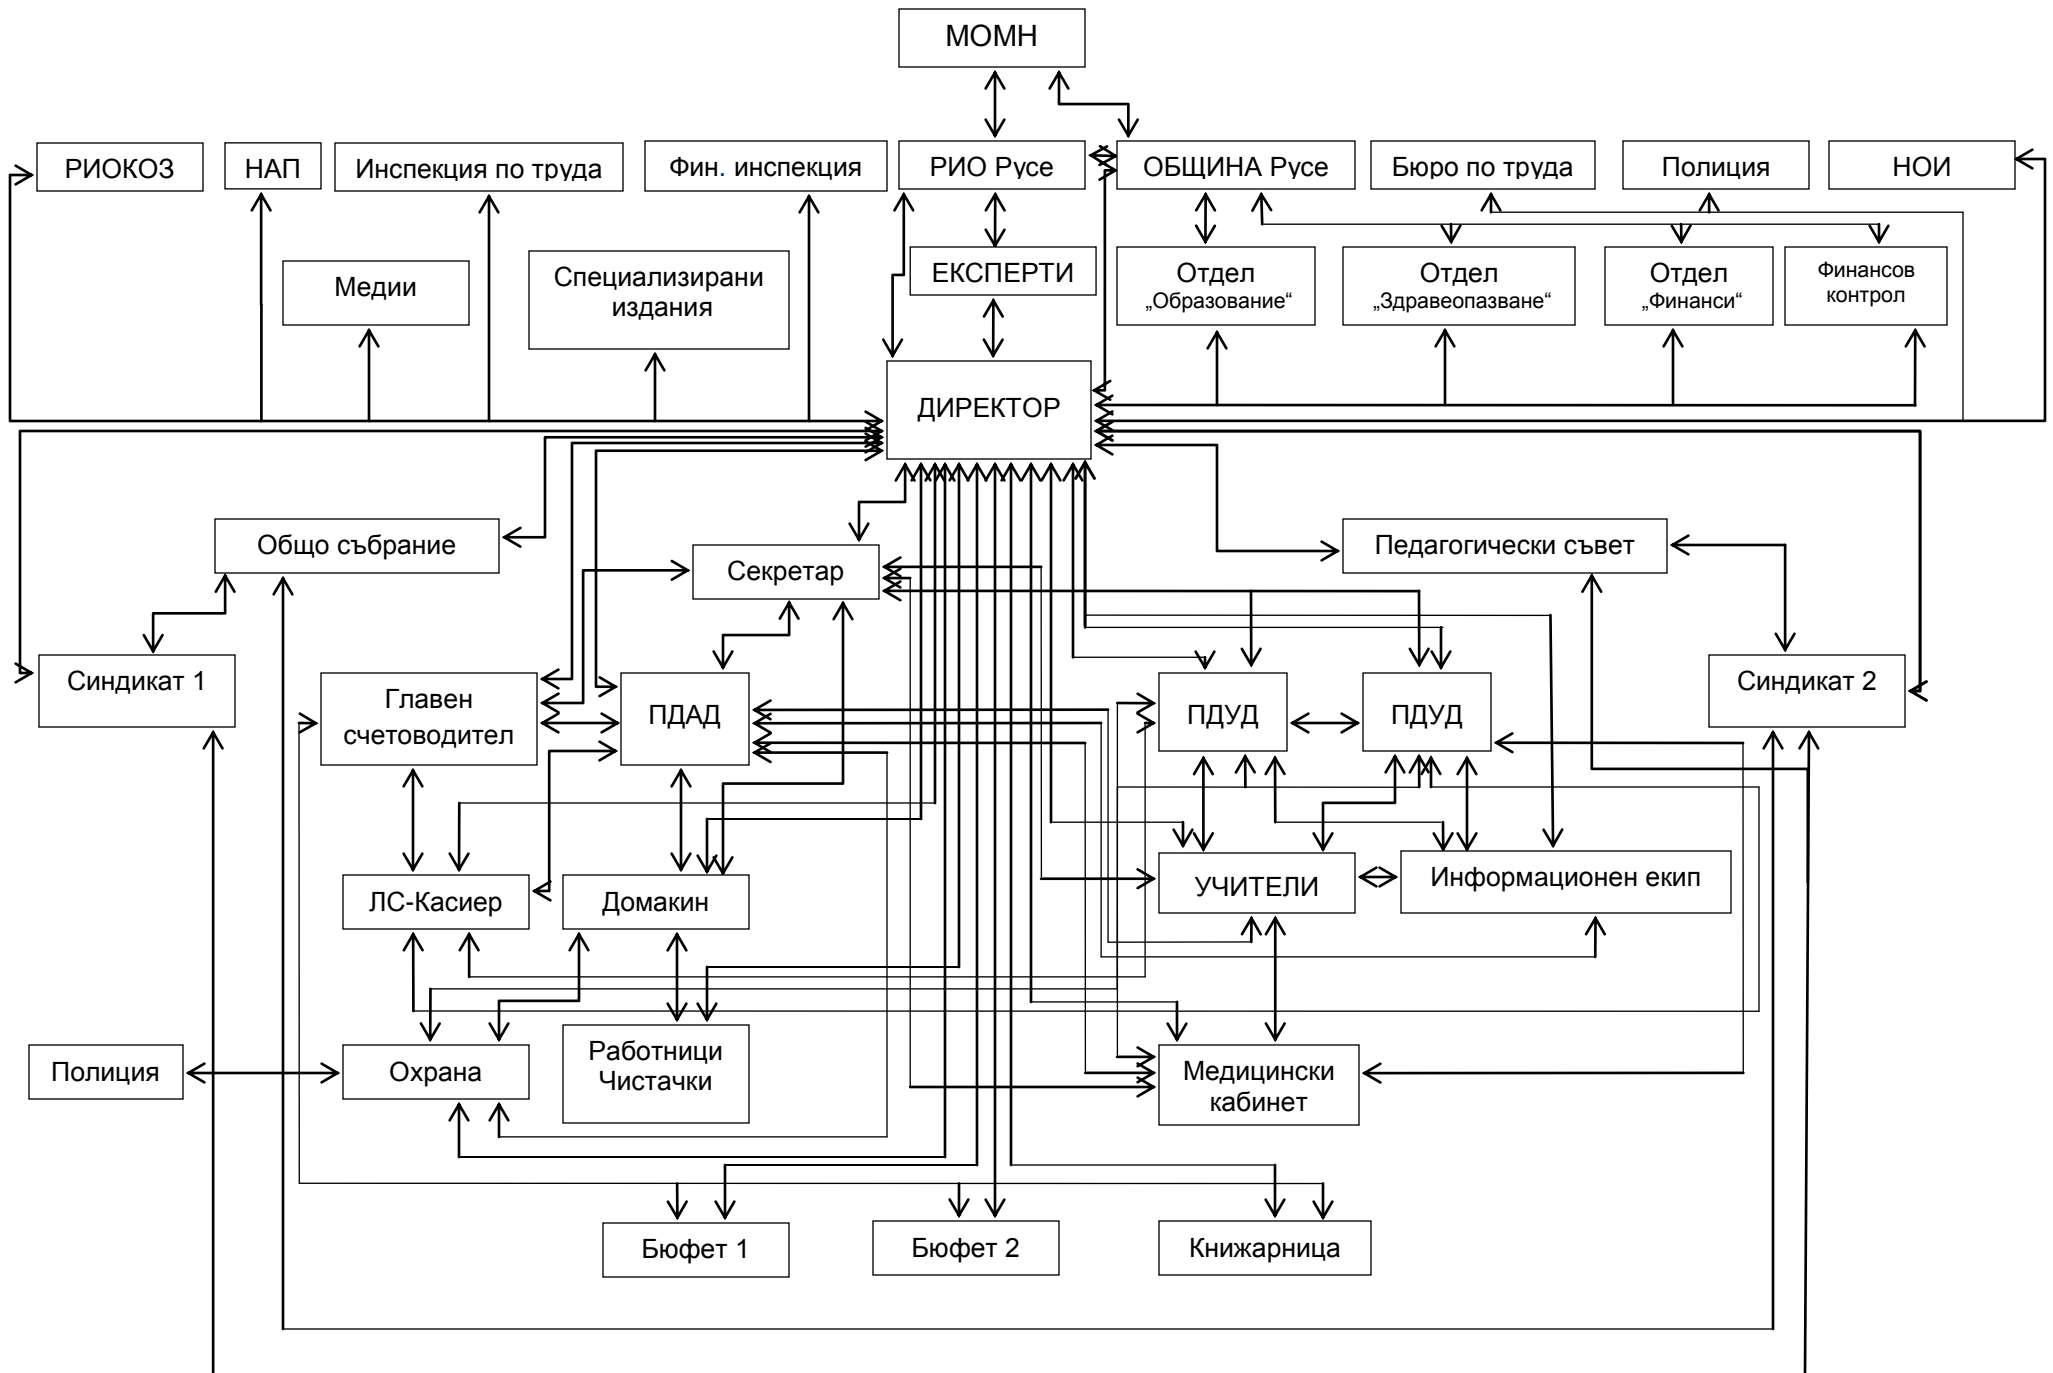 МОМН
РИОКОЗ
НАП
Инспекция по труда
Фин. инспекция
РИО Русе
ОБЩИНА Русе
Бюро по труда
Полиция
НОИ
Медии
Специализирани
издания
ЕКСПЕРТИ
Отдел
„Образование“
Отдел
„Здравеопазване“
Отдел
„Финанси“
Финансов
контрол
ДИРЕКТОР
Общо събрание
Секретар
Педагогически съвет
Синдикат 1
Главен
счетоводител
ПДАД
ПДУД
ПДУД
Синдикат 2
ЛС-Касиер
Домакин
УЧИТЕЛИ
Информационен екип
Полиция
Охрана
Работници
Чистачки
Медицински
кабинет
Бюфет 1
Бюфет 2
Книжарница